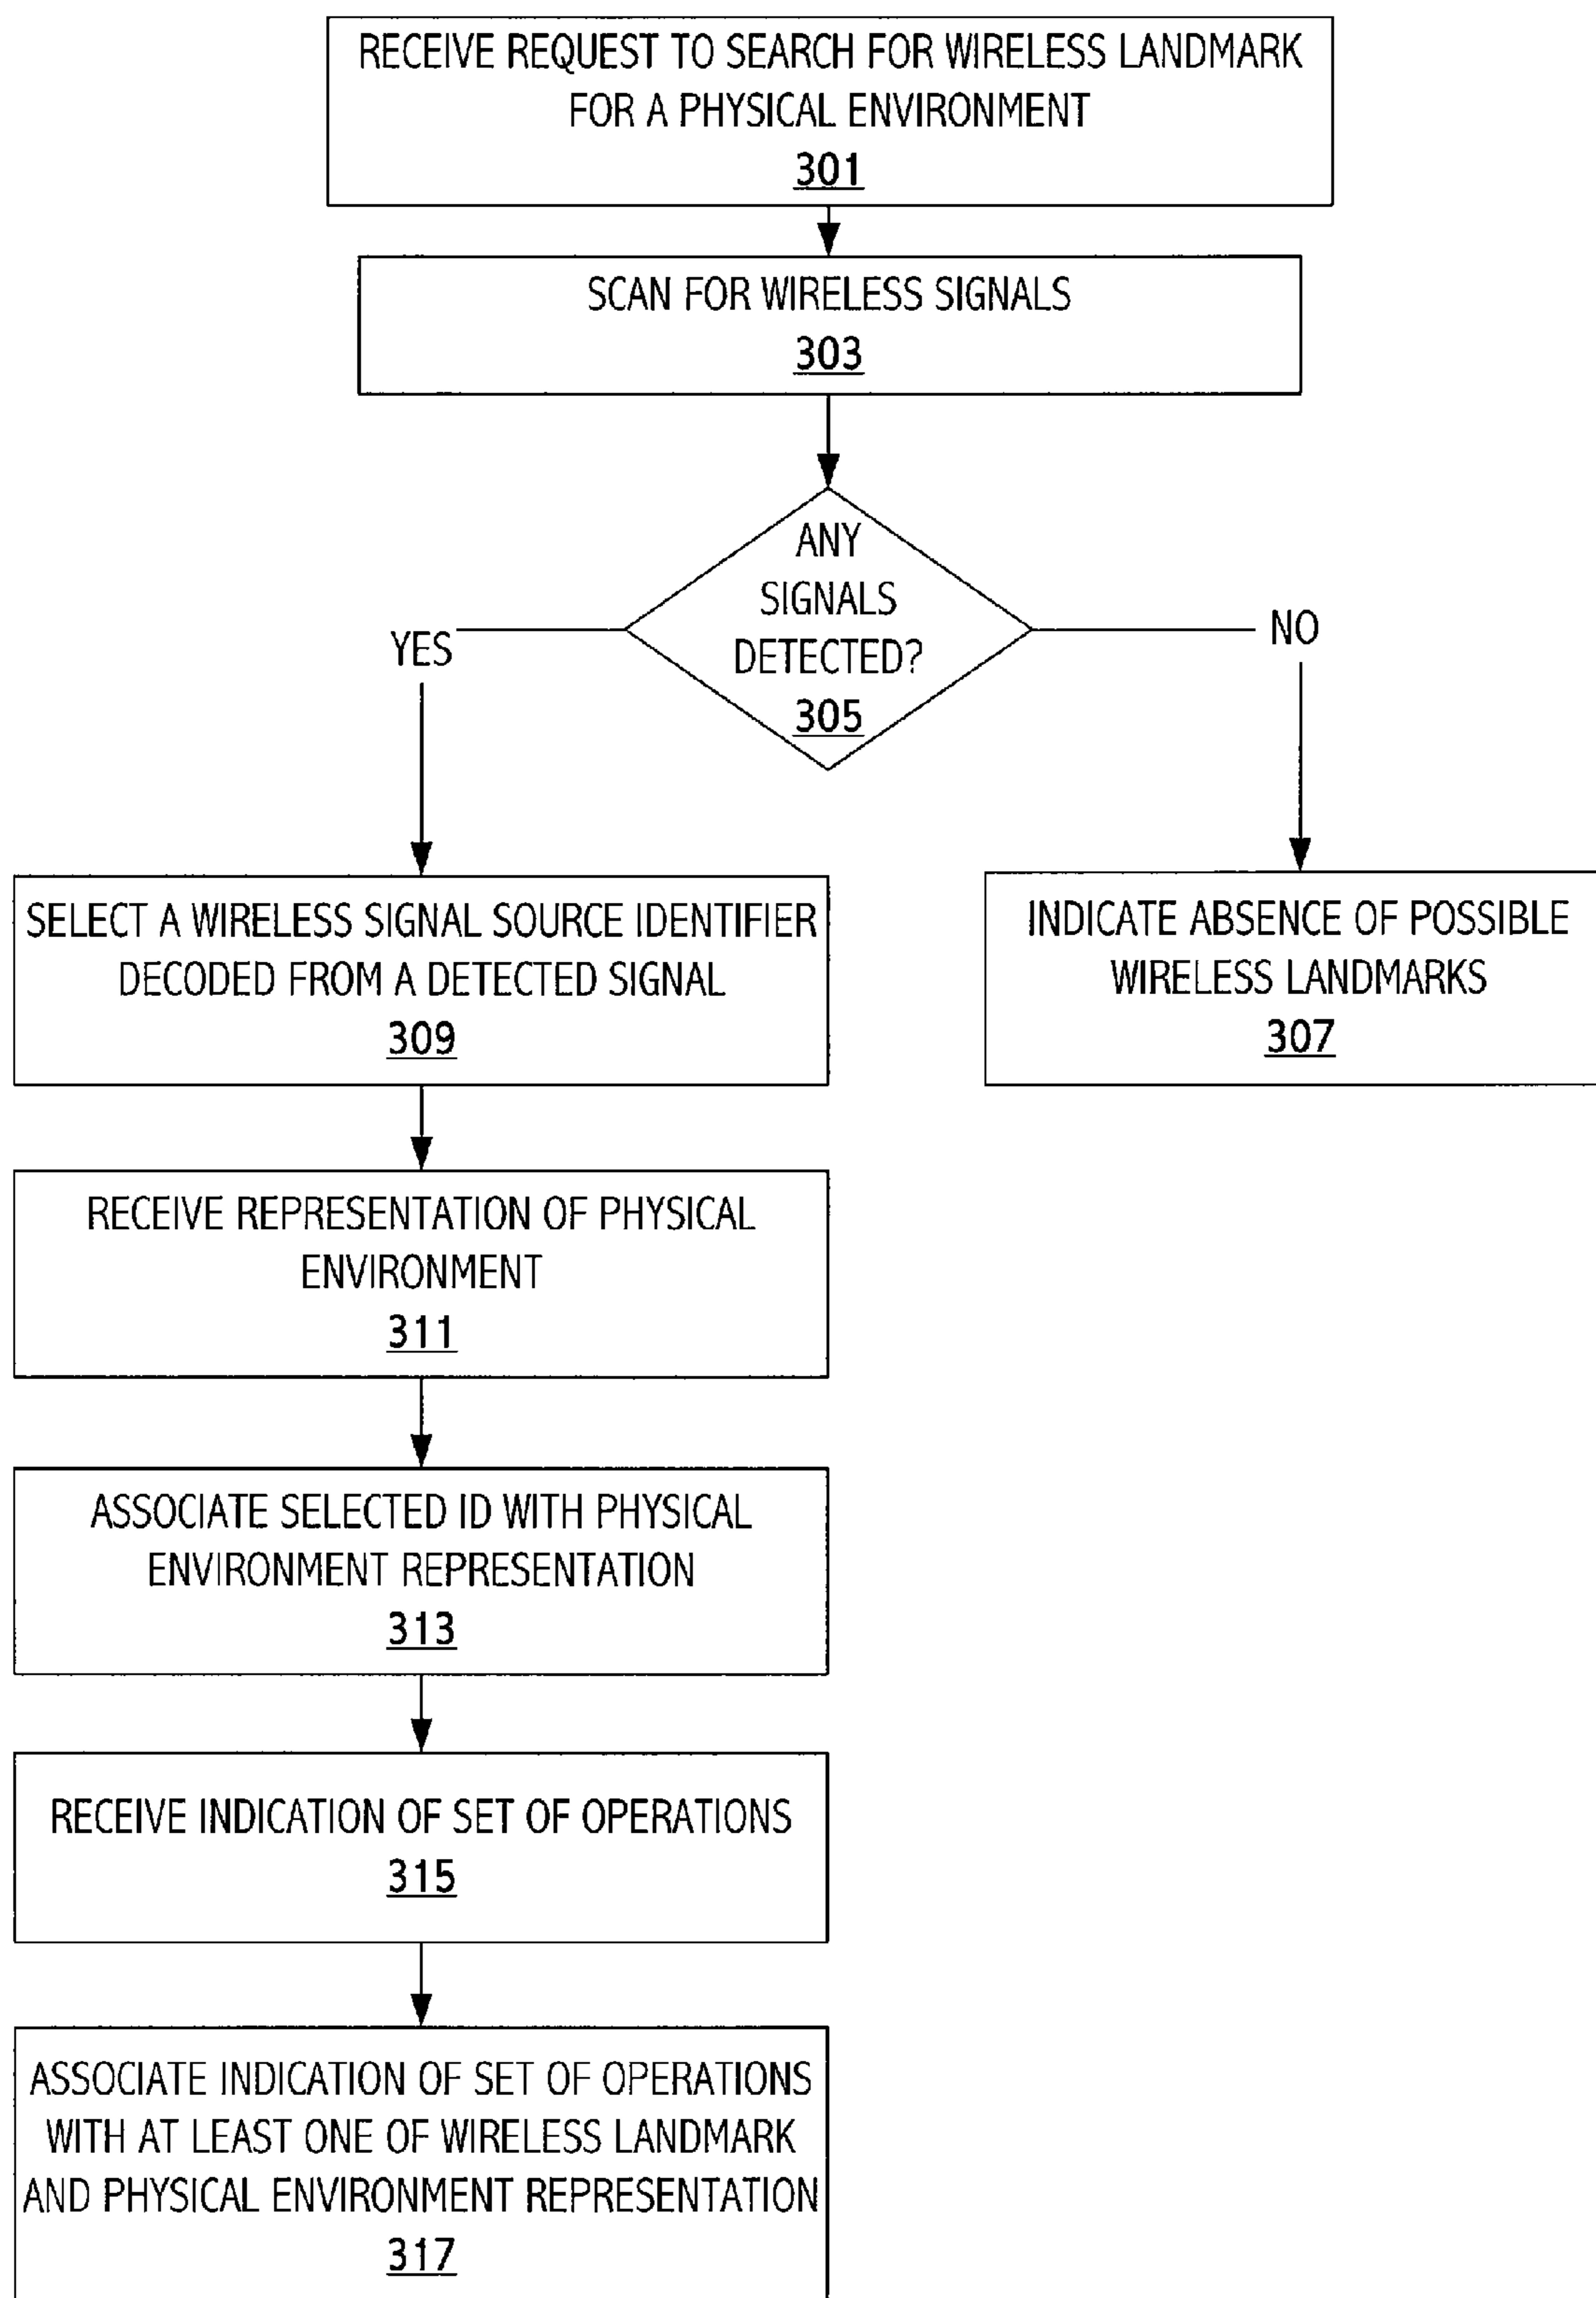 RECEIVE REQUEST TO SEARCH FOR WIRELESS LANDMARK
FOR A PHYSICAL ENVIRONMENT
301
SCAN FOR WIRELESS SIGNALS
303
ANY
SIGNALS
DETECTED?
305
YES
NO
SELECT A WIRELESS SIGNAL SOURCE IDENTIFIER
DECODED FROM A DETECTED SIGNAL
309
INDICATE ABSENCE OF POSSIBLE
WIRELESS LANDMARKS
307
RECEIVE REPRESENTATION OF PHYSICAL
ENVIRONMENT
311
ASSOCIATE SELECTED ID WITH PHYSICAL
ENVIRONMENT REPRESENTATION
313
RECEIVE INDICATION OF SET OF OPERATIONS
315
ASSOCIATE INDICATION OF SET OF OPERATIONS
WITH AT LEAST ONE OF WIRELESS LANDMARK
AND PHYSICAL ENVIRONMENT REPRESENTATION
317